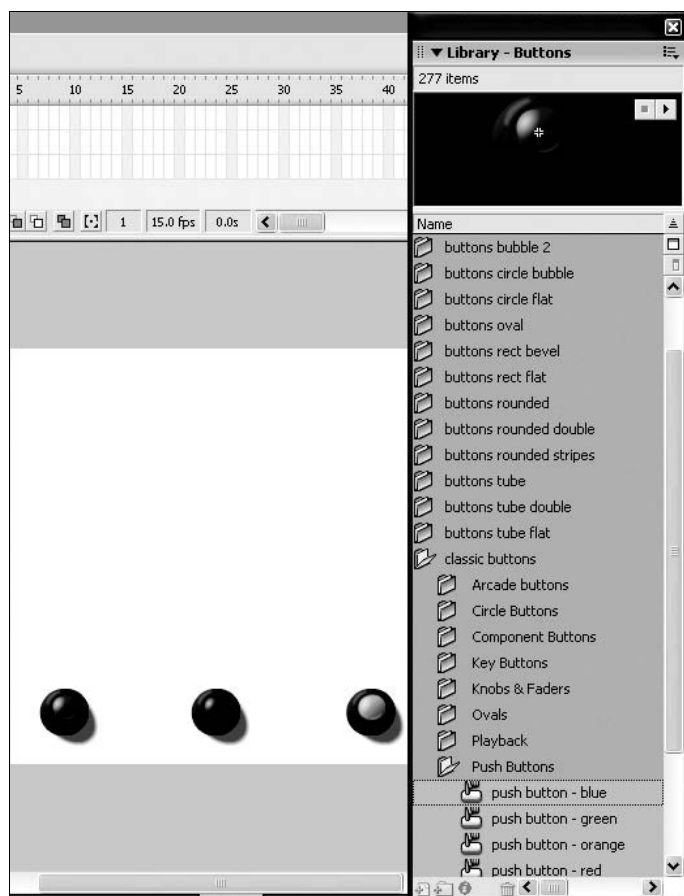 Library - Buttons
277 items
5 10 15 20 25 30 35 40
1 15.0 fps 0.0s
Name
buttons bubble 2
buttons circle bubble
buttons circle flat
buttons oval
buttons rect bevel
buttons rect flat
buttons rounded
buttons rounded double
buttons rounded stripes
buttons tube
buttons tube double
buttons tube flat
classic buttons
Arcade buttons
Circle Buttons
Component Buttons
Key Buttons
Knobs & Faders
Ovals
Playback
Push Buttons
push button - blue
push button - green
push button - orange
push button - red